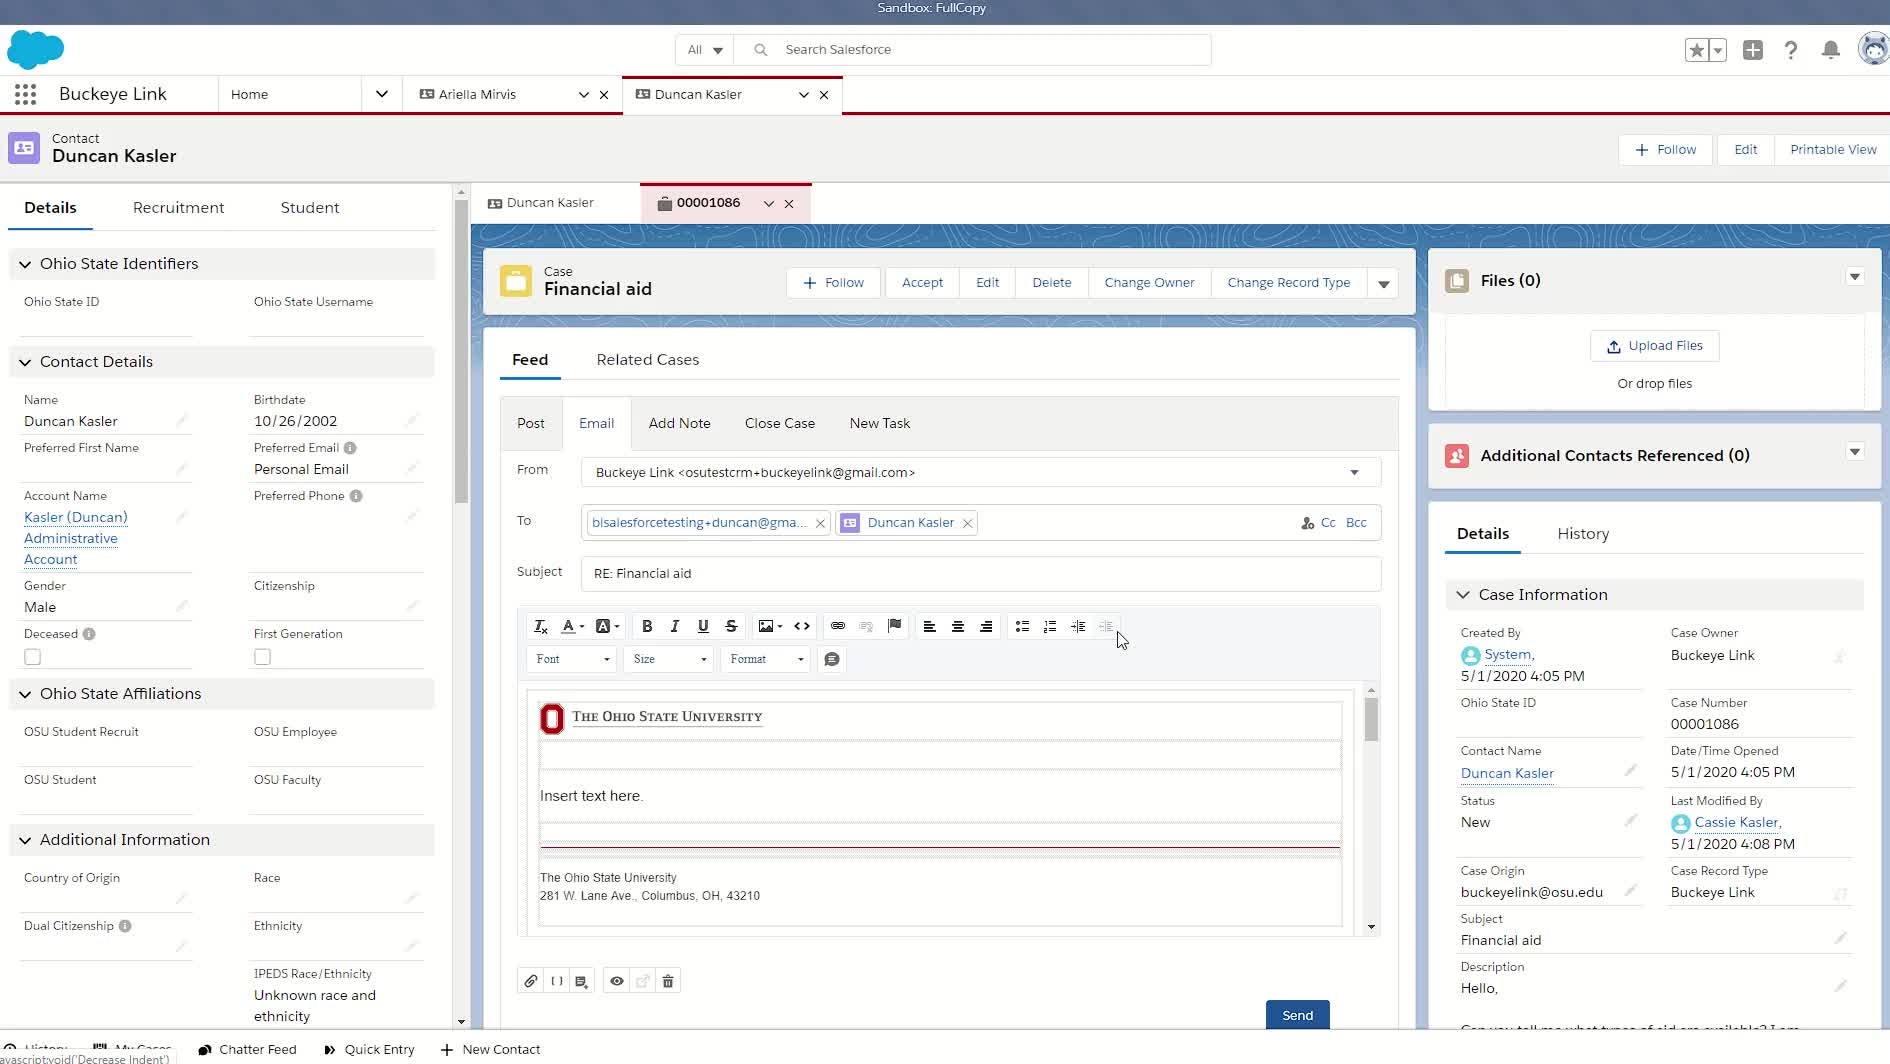 Sandbox: FullCopy
All
Search Salesforce
Buckeye Link
Home
Ariella Mirvis
Duncan Kasler
Contact
Duncan Kasler
Follow
Edit
Printable View
Details
Recruitment
Student
Ohio State Identifiers
Ohio State ID
Ohio State Username
Contact Details
Name
Duncan Kasler
Birthdate
10/26/2002
Preferred First Name
Preferred Email
Personal Email
Account Name
Kasler (Duncan)
Administrative
Account
Preferred Phone
Gender
Male
Citizenship
Deceased
First Generation
Ohio State Affiliations
OSU Student Recruit
OSU Employee
OSU Student
OSU Faculty
Additional Information
Country of Origin
Race
Dual Citizenship
Ethnicity
IPEDS Race/Ethnicity
Unknown race and
ethnicity
Duncan Kasler
00001086
Case
Financial aid
Follow
Accept
Edit
Delete
Change Owner
Change Record Type
Feed
Related Cases
Post
Email
Add Note
Close Case
New Task
From
Buckeye Link <osutestcrm+buckeyelink@gmail.com>
To
blsalesforcetesting+duncan@gma...
Duncan Kasler
Cc
Bcc
Subject
RE: Financial aid
Font
Size
Format
THE OHIO STATE UNIVERSITY
Insert text here.
The Ohio State University
281 W. Lane Ave., Columbus, OH, 43210
Send
Files (0)
Upload Files
Or drop files
Additional Contacts Referenced (0)
Details
History
Case Information
Created By
System,
5/1/2020 4:05 PM
Case Owner
Buckeye Link
Ohio State ID
Case Number
00001086
Contact Name
Duncan Kasler
Date/Time Opened
5/1/2020 4:05 PM
Status
New
Last Modified By
Cassie Kasler,
5/1/2020 4:08 PM
Case Origin
buckeyelink@osu.edu
Case Record Type
Buckeye Link
Subject
Financial aid
Description
Hello,
Can you tell me what types of aid are available? I am
History
My Cases
Chatter Feed
Quick Entry
New Contact
avascript:void('Decrease Indent')